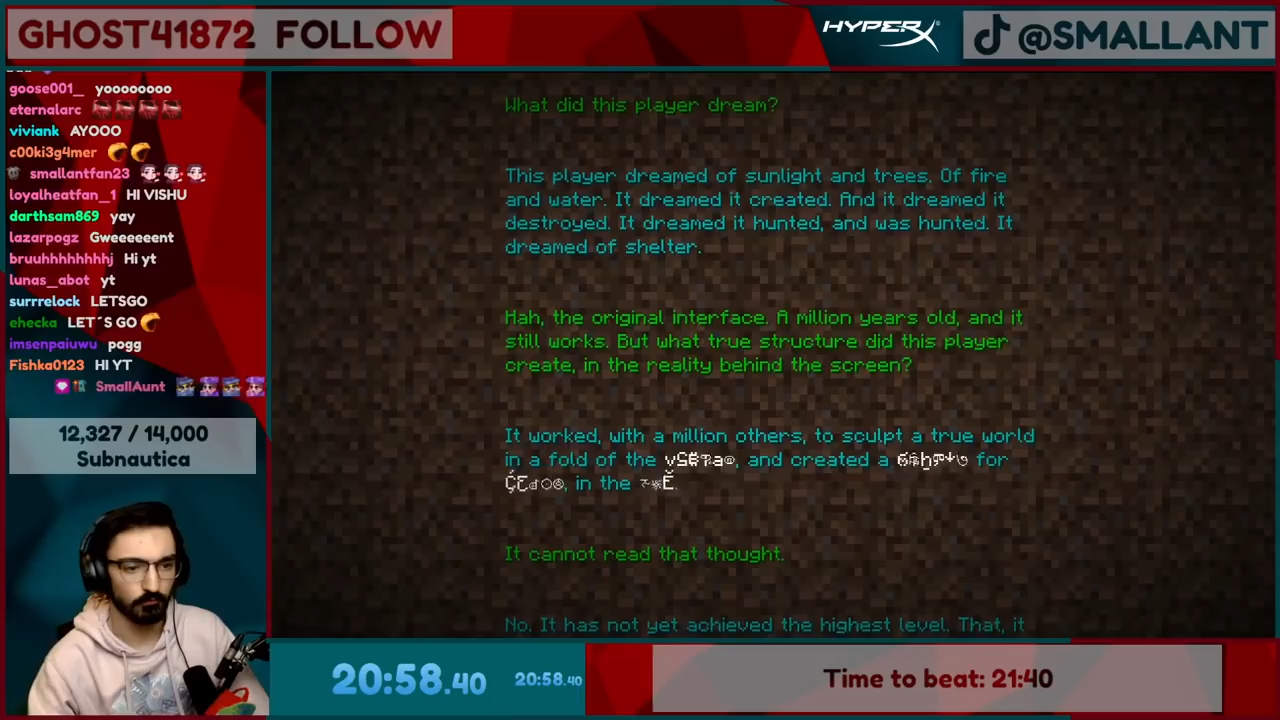 GHOST41872 FOLLOW
HYPERX
@SMALLANT
goose001_ yoooooooo
eternalarc
viviank AYOOO
c00ki3g4mer
smallantfan23
loyalheatfan_1 HI VISHU
darthsam869 yay
lazarpogz Gweeeeeent
bruuhhhhhhhj Hi yt
lunas_abot yt
surrrelock LETSGO
ehecka LET´S GO
imsenpaiuwu pogg
Fishka0123 HI YT
SmallAunt
12,327 / 14,000
Subnautica
What did this player dream?
This player dreamed of sunlight and trees. Of fire
and water. It dreamed it created. And it dreamed it
destroyed. It dreamed it hunted, and was hunted. It
dreamed of shelter.
Hah, the original interface. A million years old, and it
still works. But what true structure did this player
create, in the reality behind the screen?
It worked, with a million others, to sculpt a true world
in a fold of the , and created a for
, in the .
It cannot read that thought.
No. It has not yet achieved the highest level. That, it
20:58.40
20:58.40
Time to beat: 21:40